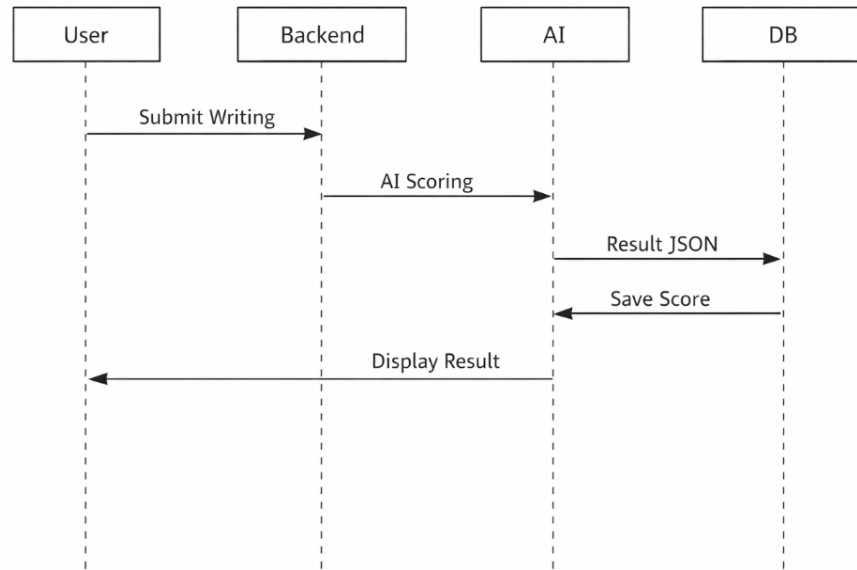 User Backend AI DB
Submit Writing
AI Scoring
Result JSON
Save Score
Display Result